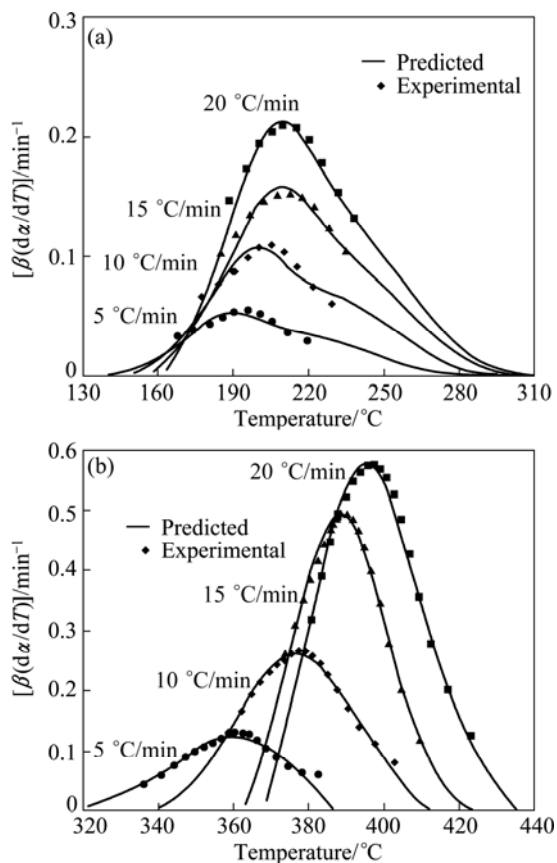 (a)
0.3
Predicted
Experimental
20 °C/min
0.2
15 °C/min
10 °C/min
0.1
5 °C/min
0
[β(dα/dT)]/min⁻¹
130 160 190 220 250 280 310
Temperature/°C
(b)
0.6
20 °C/min
0.5
Predicted
Experimental
0.4
15 °C/min
0.3
10 °C/min
0.2
5 °C/min
0.1
0
[β(dα/dT)]/min⁻¹
320 340 360 380 400 420 440
Temperature/°C